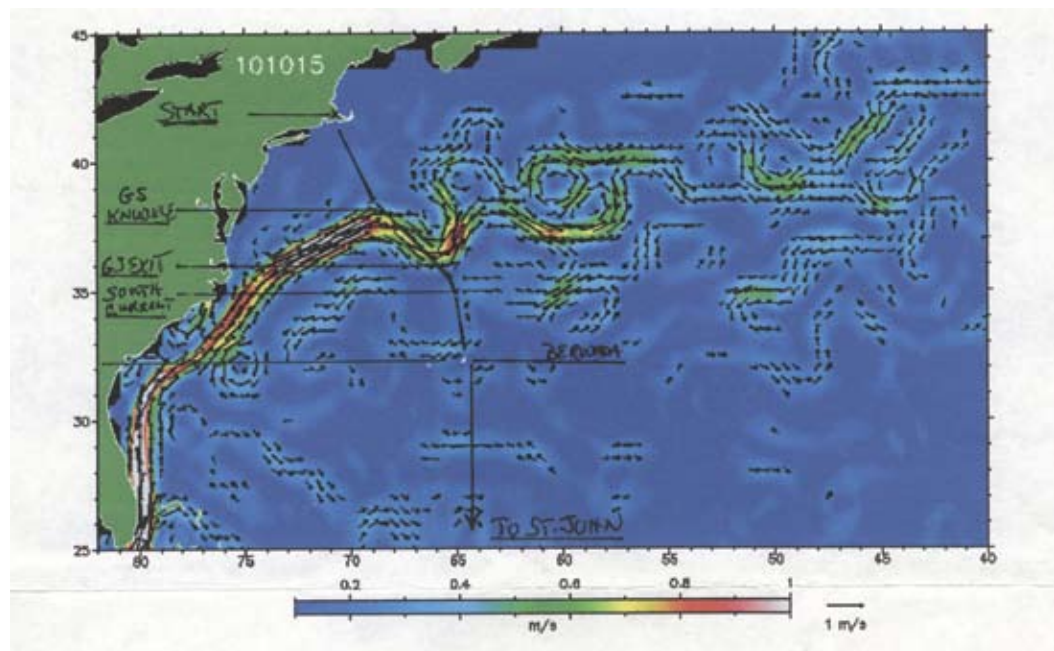 45
101015
START
40
GS
GS EXIT
35
SOUTH
CURRENT
BERMUDA
30
TO ST. JOHN
25
80 75 70 65 60 55 50 45 40
0.2 0.4 0.6 0.8 1
m/s
1 m/s